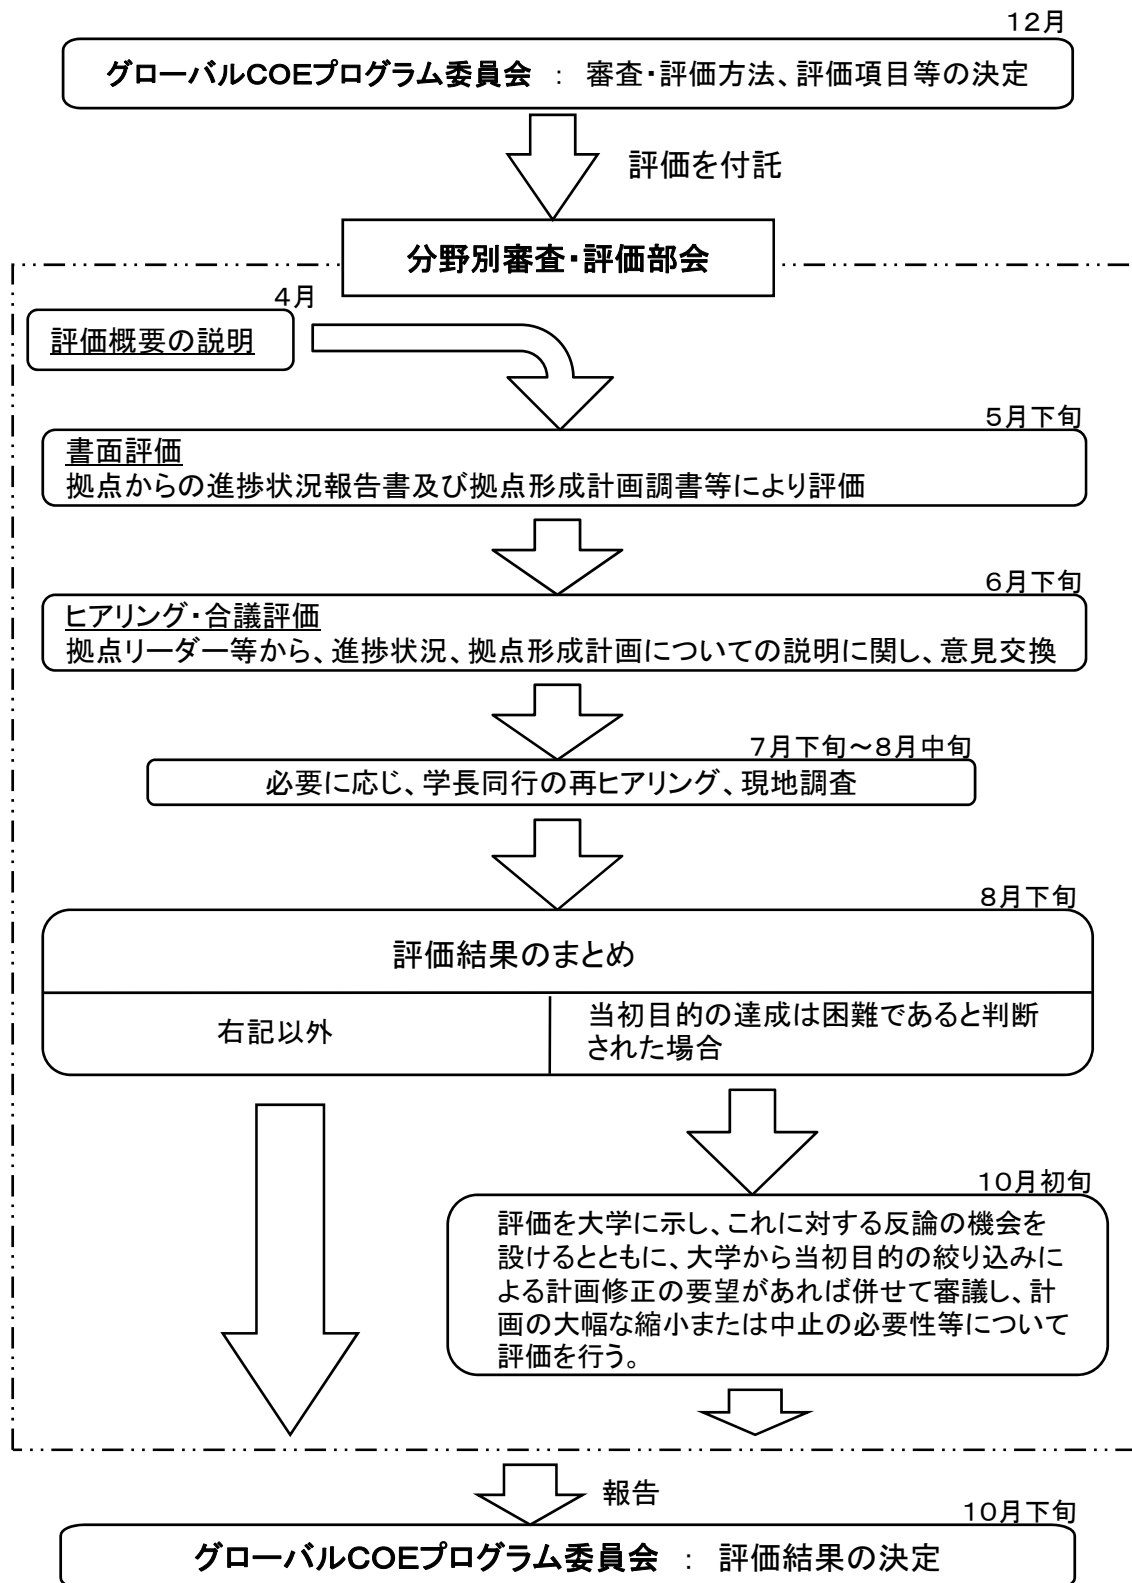 12月
グローバルCOEプログラム委員会 : 審査・評価方法、評価項目等の決定
評価を付託
分野別審査・評価部会
4月
評価概要の説明
5月下旬
書面評価
拠点からの進捗状況報告書及び拠点形成計画調書等により評価
6月下旬
ヒアリング・合議評価
拠点リーダー等から、進捗状況、拠点形成計画についての説明に関し、意見交換
7月下旬~8月中旬
必要に応じ、学長同行の再ヒアリング、現地調査
8月下旬
評価結果のまとめ
右記以外
当初目的の達成は困難であると判断
された場合
10月初旬
評価を大学に示し、これに対する反論の機会を
設けるとともに、大学から当初目的の絞り込みに
よる計画修正の要望があれば併せて審議し、計
画の大幅な縮小または中止の必要性等について
評価を行う。
報告
10月下旬
グローバルCOEプログラム委員会 : 評価結果の決定